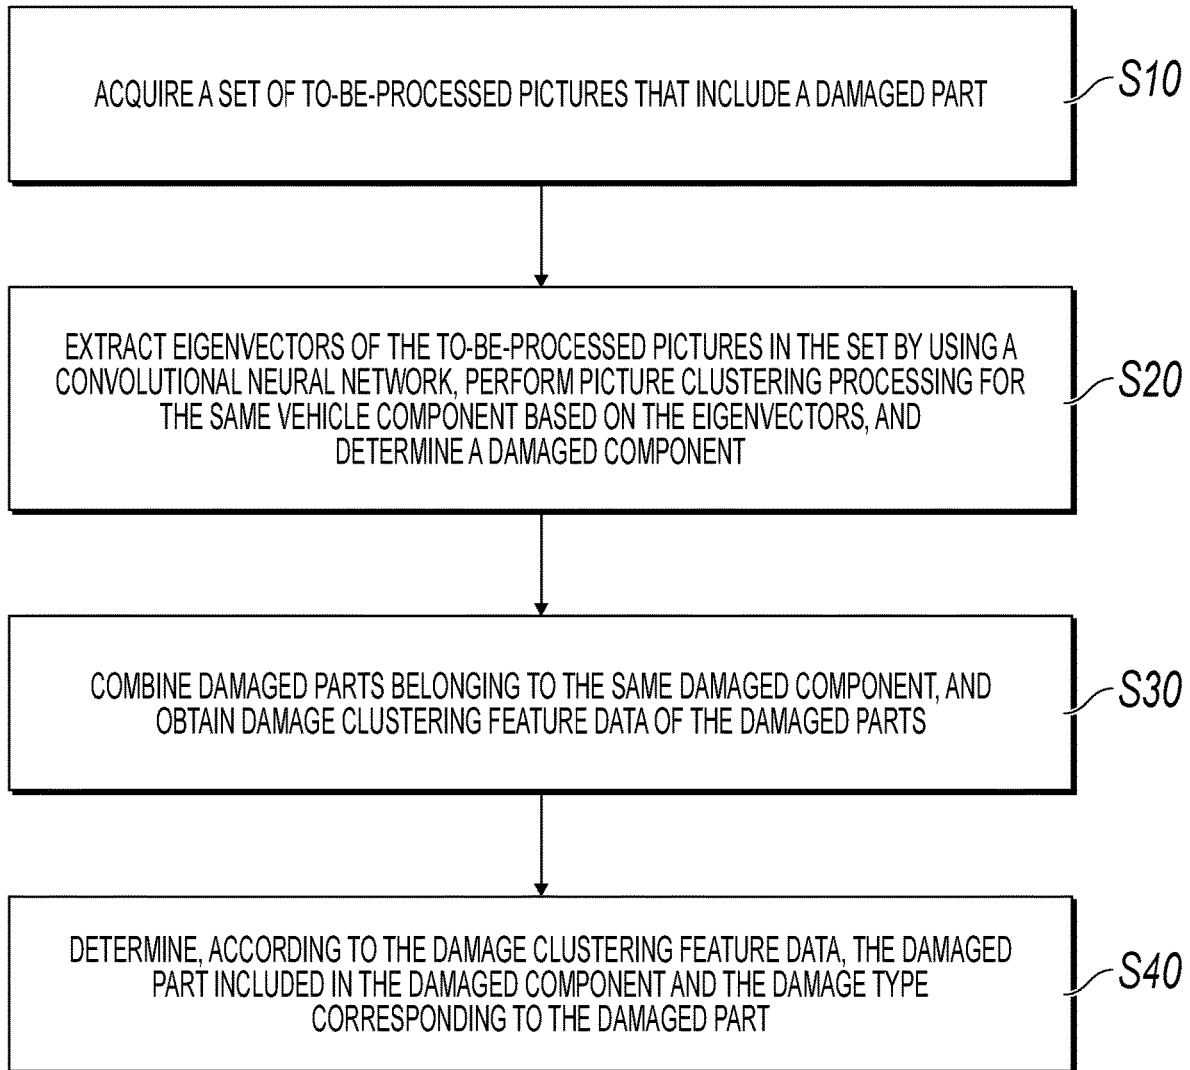 ACQUIRE A SET OF TO-BE-PROCESSED PICTURES THAT INCLUDE A DAMAGED PART
S10
EXTRACT EIGENVECTORS OF THE TO-BE-PROCESSED PICTURES IN THE SET BY USING A
CONVOLUTIONAL NEURAL NETWORK, PERFORM PICTURE CLUSTERING PROCESSING FOR
THE SAME VEHICLE COMPONENT BASED ON THE EIGENVECTORS, AND
DETERMINE A DAMAGED COMPONENT
S20
COMBINE DAMAGED PARTS BELONGING TO THE SAME DAMAGED COMPONENT, AND
OBTAIN DAMAGE CLUSTERING FEATURE DATA OF THE DAMAGED PARTS
S30
DETERMINE, ACCORDING TO THE DAMAGE CLUSTERING FEATURE DATA, THE DAMAGED
PART INCLUDED IN THE DAMAGED COMPONENT AND THE DAMAGE TYPE
CORRESPONDING TO THE DAMAGED PART
S40